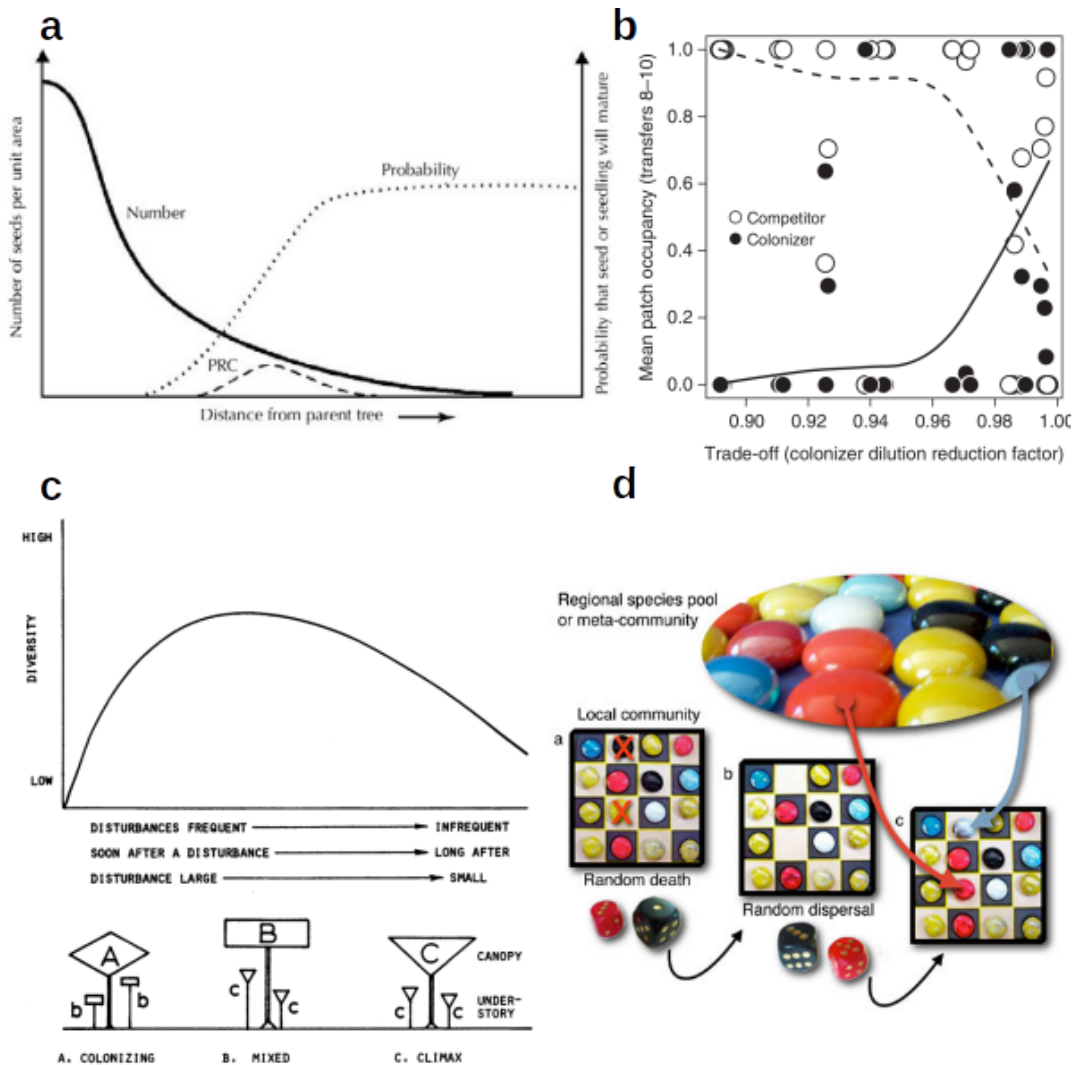 a
Number of seeds per unit area
Number
Probability
PRC
Distance from parent tree
Probability that seed or seedling will mature
b
Mean patch occupancy (transfers 8–10)
1.0
0.8
0.6
0.4
0.2
0.0
Competitor
Colonizer
0.90 0.92 0.94 0.96 0.98 1.00
Trade-off (colonizer dilution reduction factor)
c
HIGH
DIVERSITY
LOW
DISTURBANCES FREQUENT INFREQUENT
SOON AFTER A DISTURBANCE LONG AFTER
DISTURBANCE LARGE SMALL
A B C CANOPY
b b c c c c UNDER-
STORY
A. COLONIZING B. MIXED C. CLIMAX
d
Regional species pool
or meta-community
Local community
a
X
X
Random death
b
Random dispersal
c